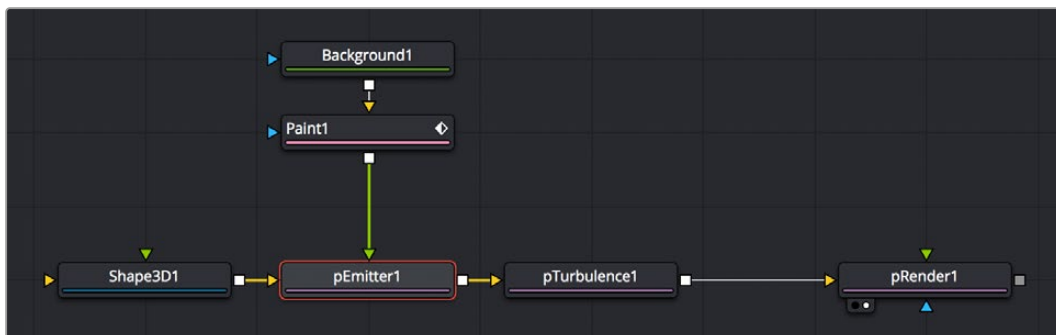 Background1
Paint1
Shape3D1
pEmitter1
pTurbulence1
pRender1